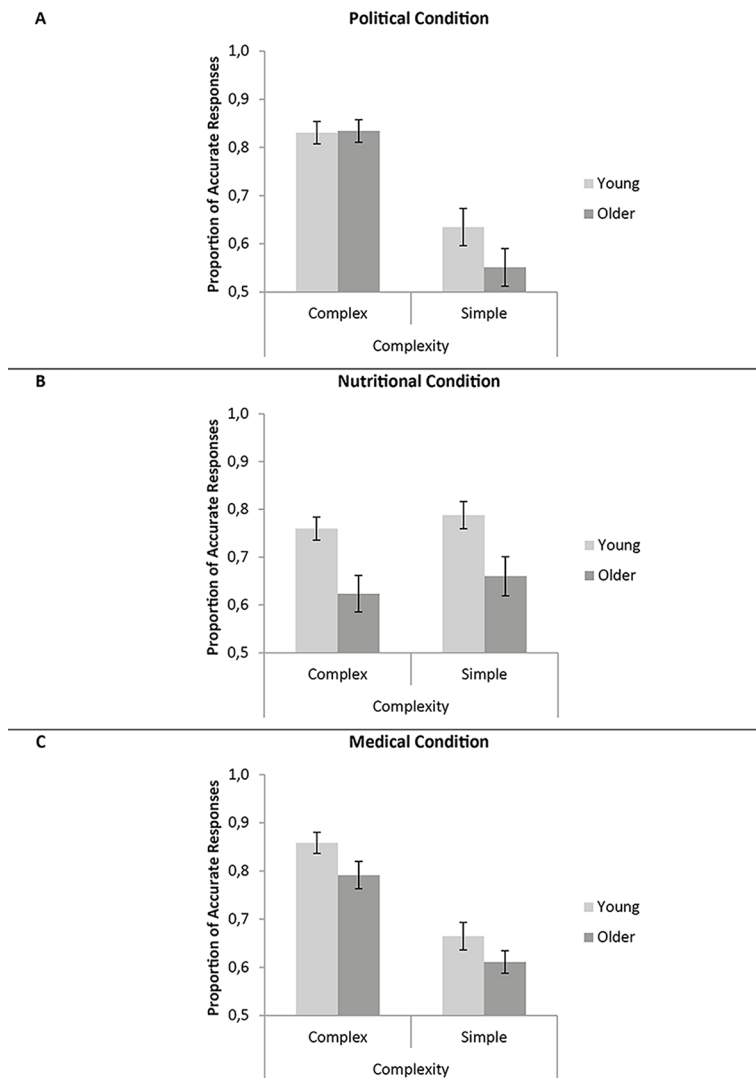 A
Political Condition
Proportion of Accurate Responses
1,0
0,9
0,8
0,7
0,6
0,5
Complex
Simple
Complexity
Young
Older
B
Nutritional Condition
Proportion of Accurate Responses
1,0
0,9
0,8
0,7
0,6
0,5
Complex
Simple
Complexity
Young
Older
C
Medical Condition
Proportion of Accurate Responses
1,0
0,9
0,8
0,7
0,6
0,5
Complex
Simple
Complexity
Young
Older